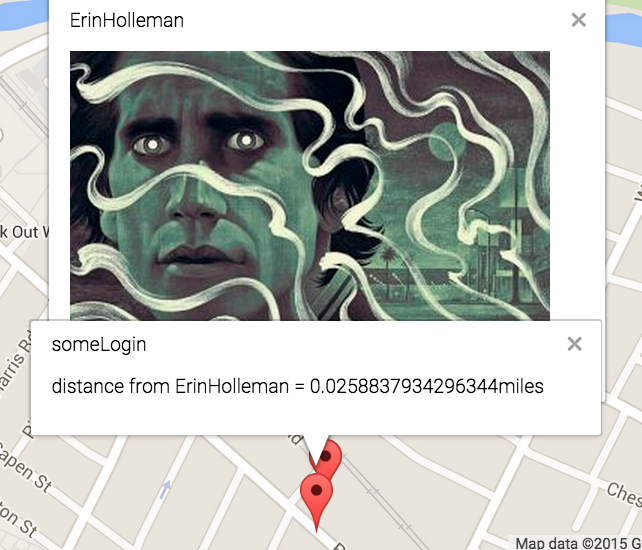 ErinHolleman
k Out W
someLogin
distance from ErinHolleman = 0.0258837934296344miles
arris R
apen St
ton St
Ches
Map data ©2015 G